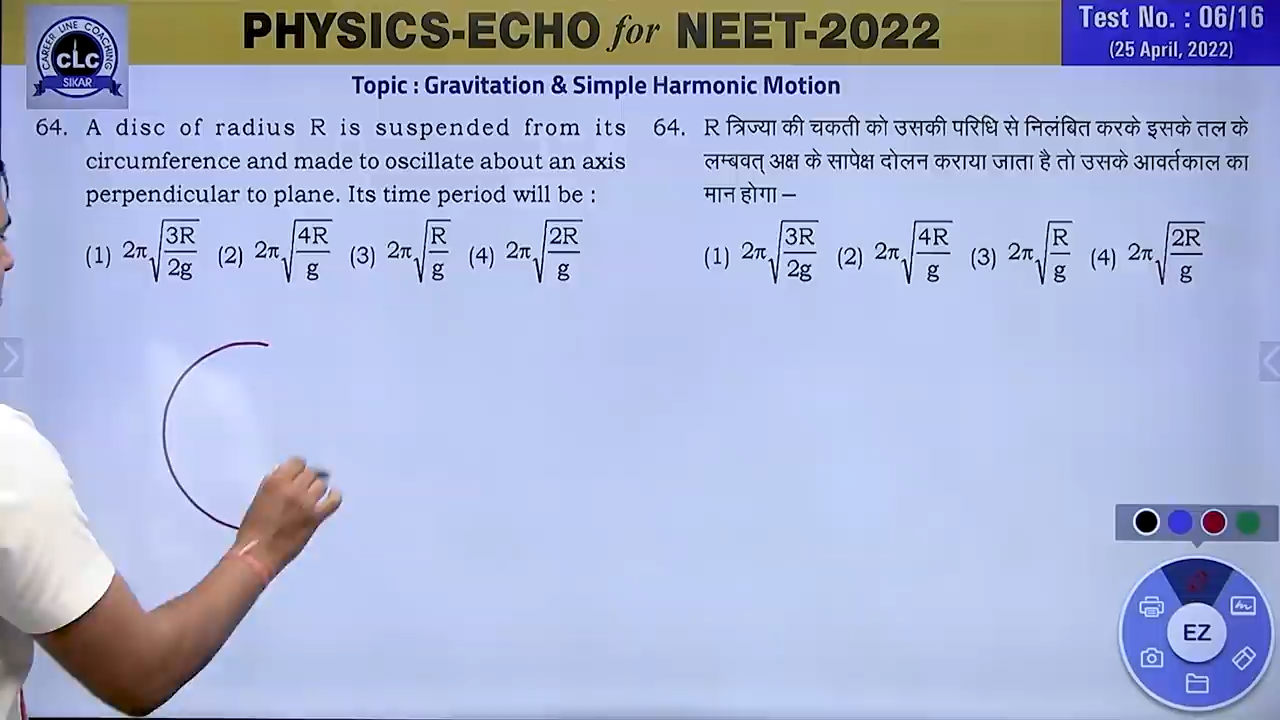 PHYSICS-ECHO for NEET-2022
Test No. : 06/16
(25 April, 2022)
CAREER LINE COACHING
CLC
SIKAR
Topic : Gravitation & Simple Harmonic Motion
64. A disc of radius R is suspended from its
circumference and made to oscillate about an axis
perpendicular to plane. Its time period will be :
(1) 2π√(3R/2g) (2) 2π√(4R/g) (3) 2π√(R/g) (4) 2π√(2R/g)
64. R त्रिज्या की चकती को उसकी परिधि से निलंबित करके इसके तल के
लम्बवत् अक्ष के सापेक्ष दोलन कराया जाता है तो उसके आवर्तकाल का
मान होगा –
(1) 2π√(3R/2g) (2) 2π√(4R/g) (3) 2π√(R/g) (4) 2π√(2R/g)
EZ